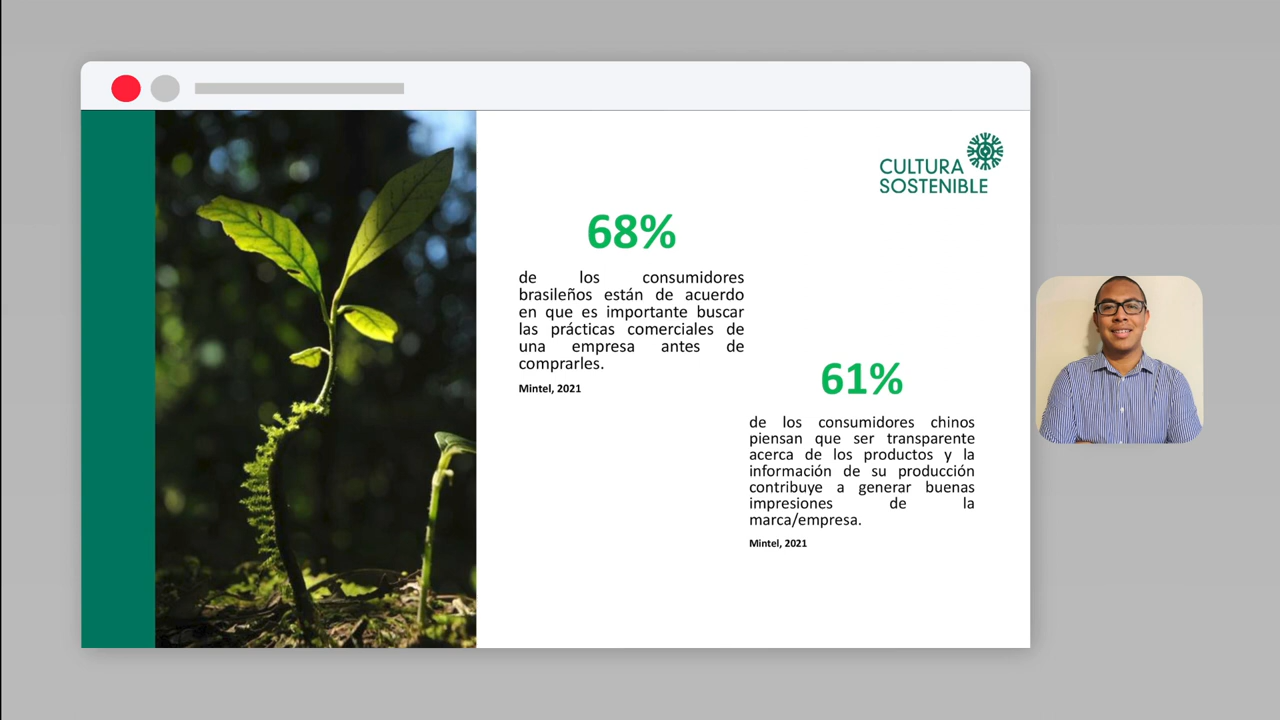 CULTURA
SOSTENIBLE
68%
de los consumidores
brasileños están de acuerdo
en que es importante buscar
las prácticas comerciales de
una empresa antes de
comprarles.
Mintel, 2021
61%
de los consumidores chinos
piensan que ser transparente
acerca de los productos y la
información de su producción
contribuye a generar buenas
impresiones de la
marca/empresa.
Mintel, 2021